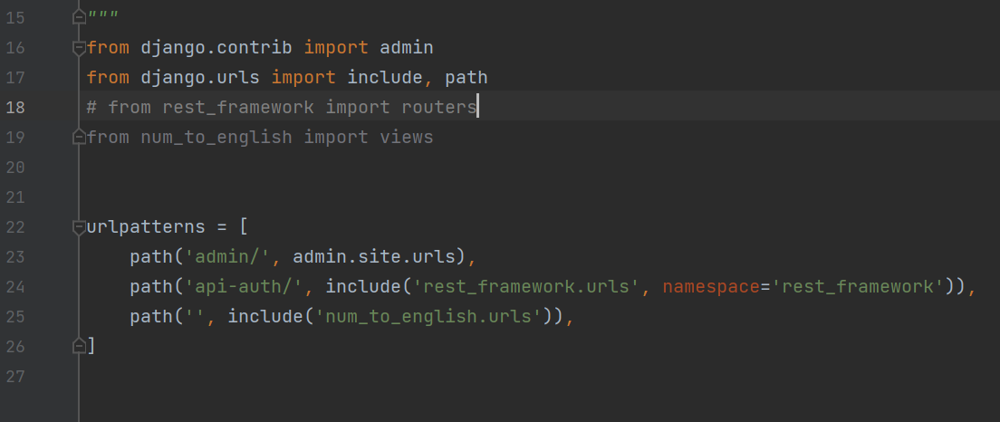 15 """
16 from django.contrib import admin
17 from django.urls import include, path
18 # from rest_framework import routers
19 from num_to_english import views
20
21
22 urlpatterns = [
23     path('admin/', admin.site.urls),
24     path('api-auth/', include('rest_framework.urls', namespace='rest_framework')),
25     path('', include('num_to_english.urls')),
26 ]
27